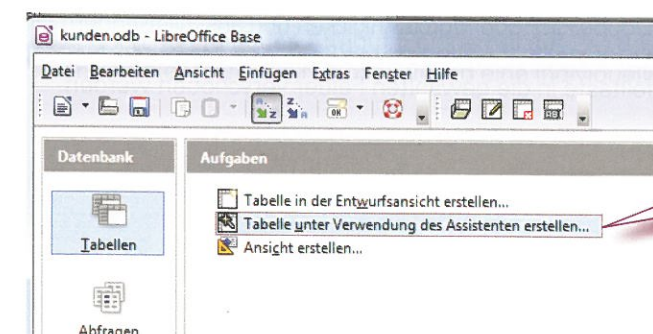 kunden.odb - LibreOffice Base
Datei Bearbeiten Ansicht Einfügen Extras Fenster Hilfe
Datenbank
Aufgaben
Tabelle in der Entwurfsansicht erstellen...
Tabelle unter Verwendung des Assistenten erstellen...
Ansicht erstellen...
Tabellen
Abfragen